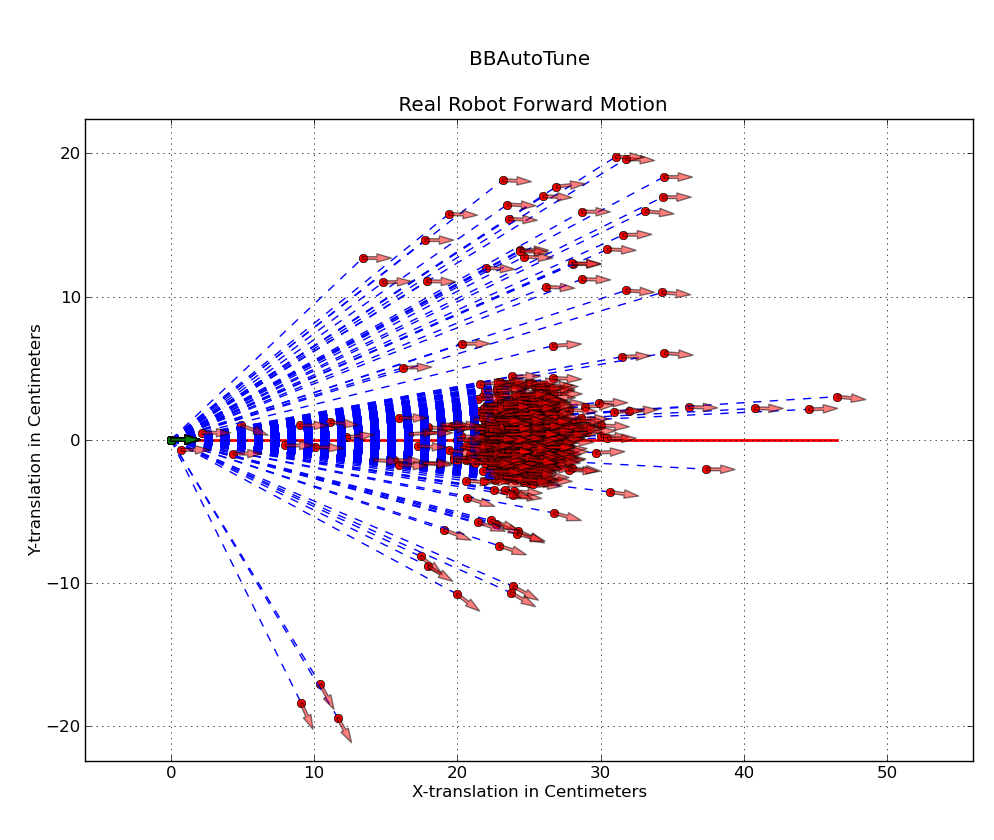 BBAutoTune
Real Robot Forward Motion
20
10
0
−10
−20
Y-translation in Centimeters
0 10 20 30 40 50
X-translation in Centimeters